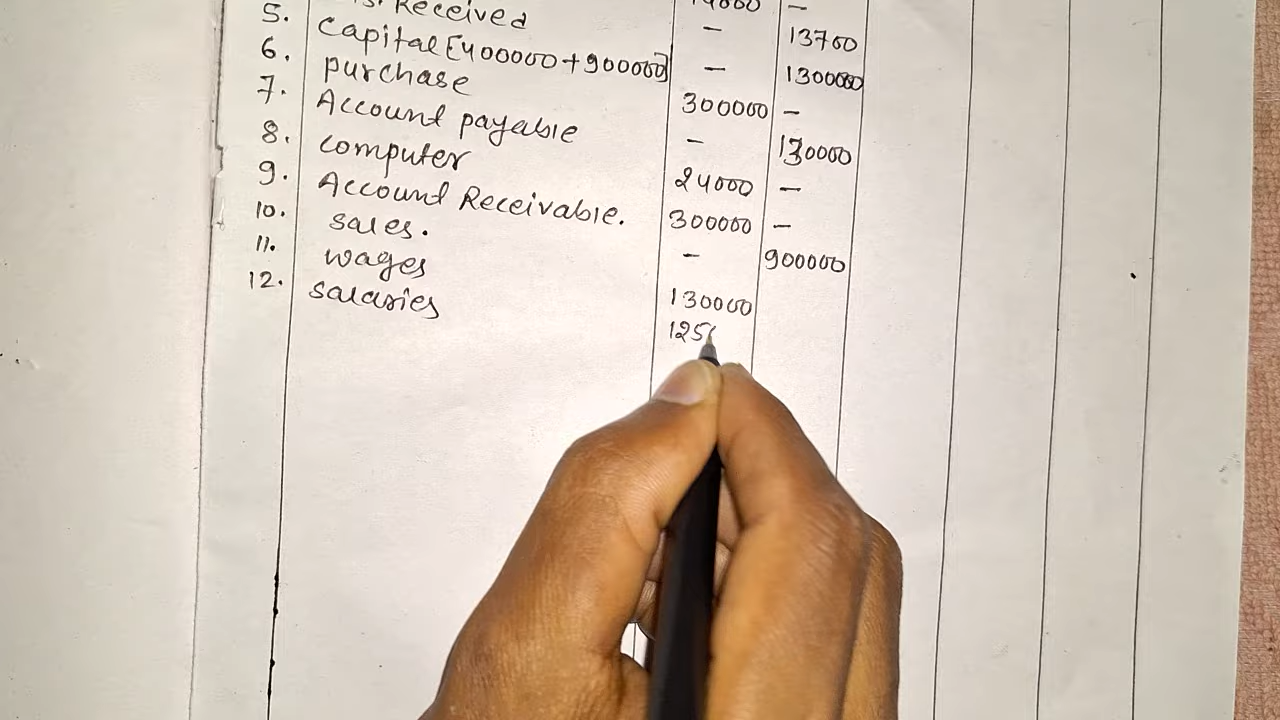 14000 -
Received - 13700
5. Capital [400000+900000] - 1300000
6. purchase 300000 -
7. Account payable - 130000
8. computer 24000 -
9. Account Receivable. 300000 -
10. sales. - 900000
11. wages 130000
12. salaries 125